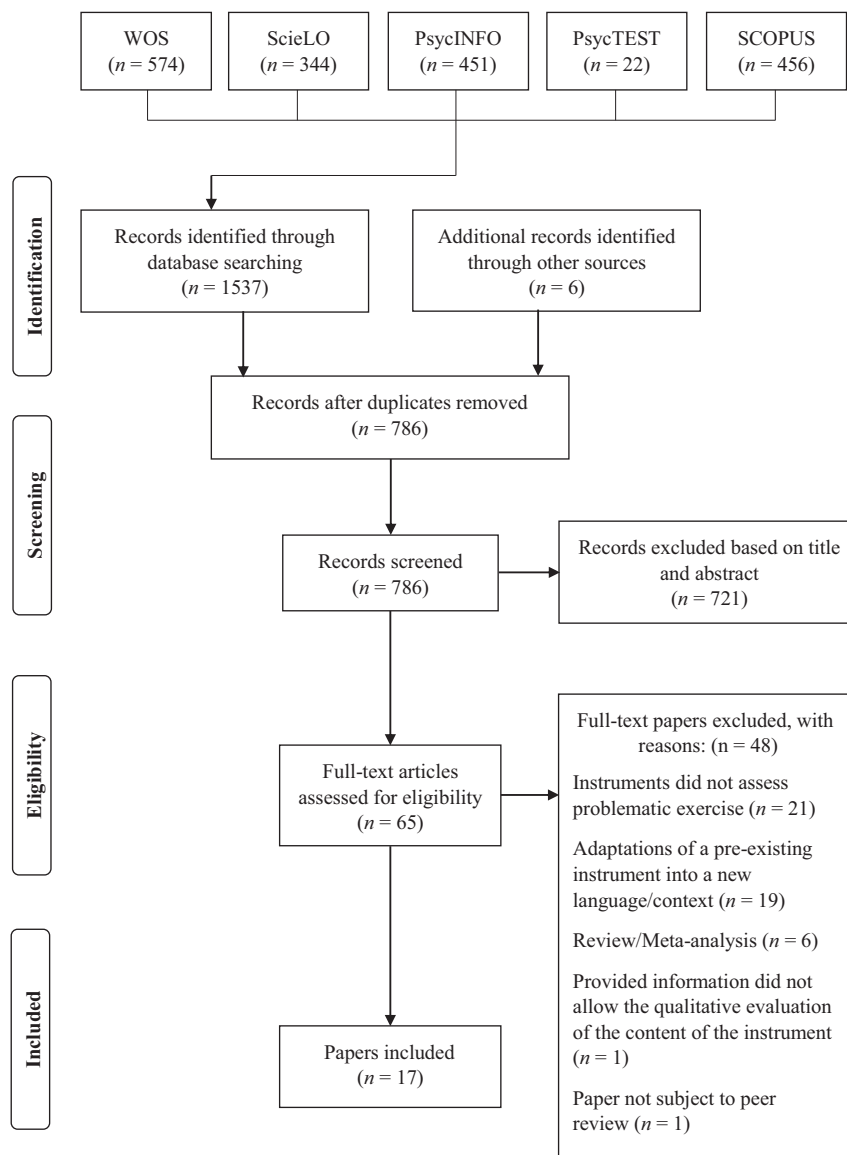 WOS
(n = 574)
ScieLO
(n = 344)
PsycINFO
(n = 451)
PsycTEST
(n = 22)
SCOPUS
(n = 456)
Identification
Records identified through
database searching
(n = 1537)
Additional records identified
through other sources
(n = 6)
Records after duplicates removed
(n = 786)
Screening
Records screened
(n = 786)
Records excluded based on title
and abstract
(n = 721)
Eligibility
Full-text articles
assessed for eligibility
(n = 65)
Full-text papers excluded, with
reasons: (n = 48)
Instruments did not assess
problematic exercise (n = 21)
Adaptations of a pre-existing
instrument into a new
language/context (n = 19)
Review/Meta-analysis (n = 6)
Provided information did not
allow the qualitative evaluation
of the content of the instrument
(n = 1)
Paper not subject to peer
review (n = 1)
Included
Papers included
(n = 17)